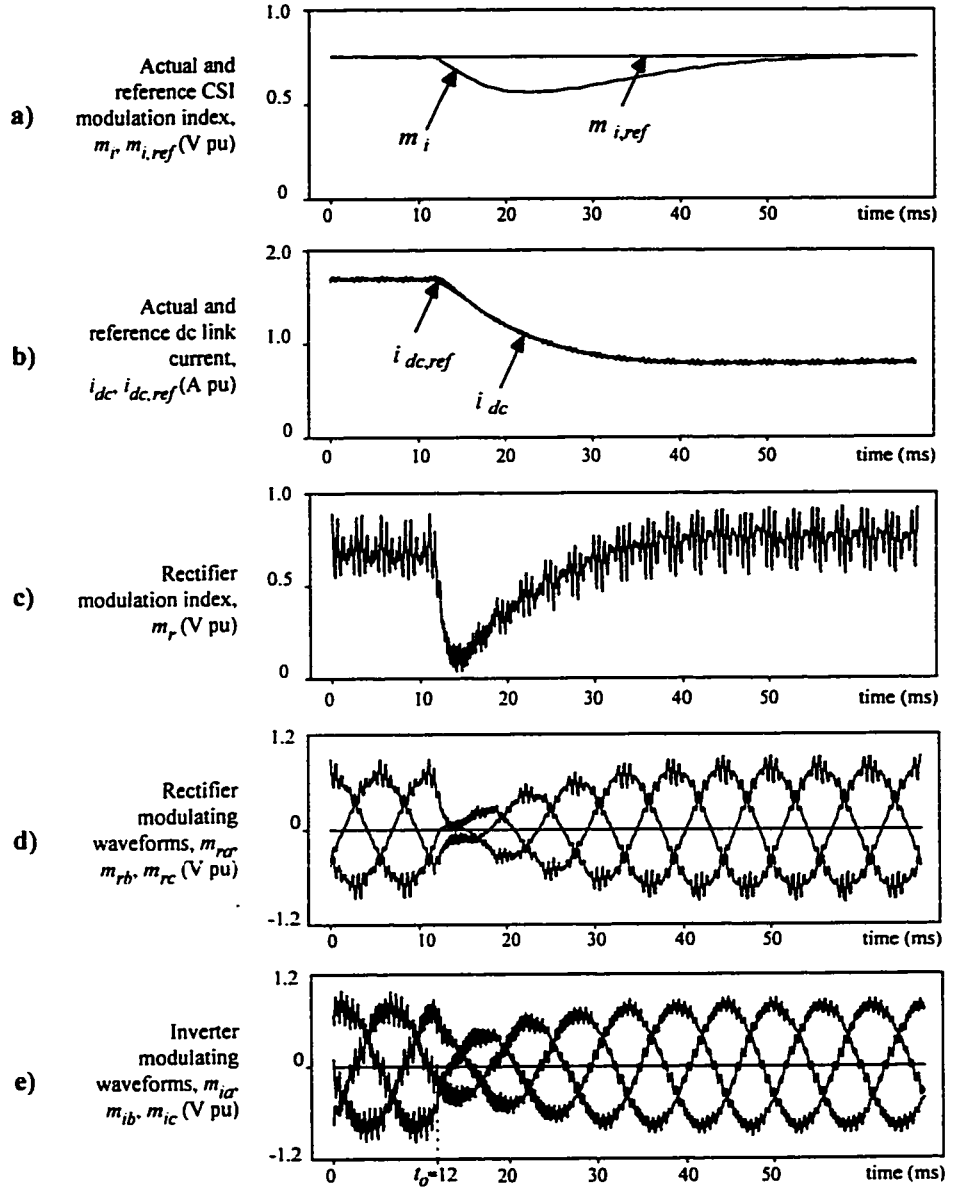 1.0
Actual and
reference CSI
a)
modulation index,
0.5
m i
m i,ref
m_i, m_i,ref (V pu)
0
0 10 20 30 40 50 time (ms)
2.0
Actual and
reference dc link
1.0
b)
current,
i dc,ref
i_dc, i_dc,ref (A pu)
i dc
0
0 10 20 30 40 50 time (ms)
1.0
Rectifier
0.5
c)
modulation index,
m_r (V pu)
0
0 10 20 30 40 50 time (ms)
1.2
Rectifier
modulating
0
d)
waveforms, m_ra,
m_rb, m_rc (V pu)
-1.2
0 10 20 30 40 50 time (ms)
1.2
Inverter
modulating
0
e)
waveforms, m_ia,
m_ib, m_ic (V pu)
-1.2
0 t_o=12 20 30 40 50 time (ms)